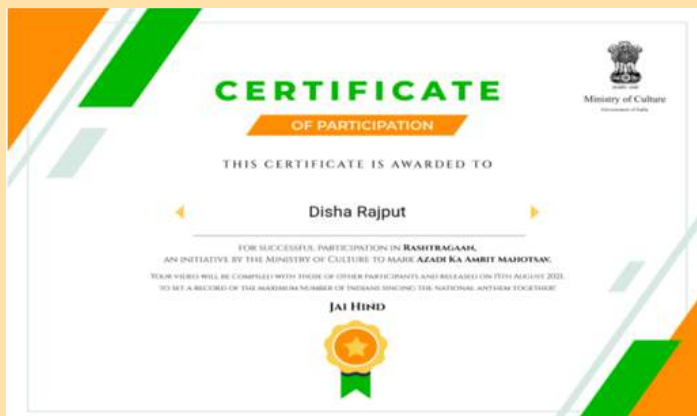 CERTIFICATE
OF PARTICIPATION
Ministry of Culture
Government of India
THIS CERTIFICATE IS AWARDED TO
Disha Rajput
FOR SUCCESSFUL PARTICIPATION IN RASHTRAGAAN,
AN INITIATIVE BY THE MINISTRY OF CULTURE TO MARK AZADI KA AMRIT MAHOTSAV.
YOUR VIDEO WILL BE COMPILED WITH THOSE OF OTHER PARTICIPANTS AND RELEASED ON 15TH AUGUST 2021,
TO SET A RECORD OF THE MAXIMUM NUMBER OF INDIANS SINGING THE NATIONAL ANTHEM TOGETHER!
JAI HIND